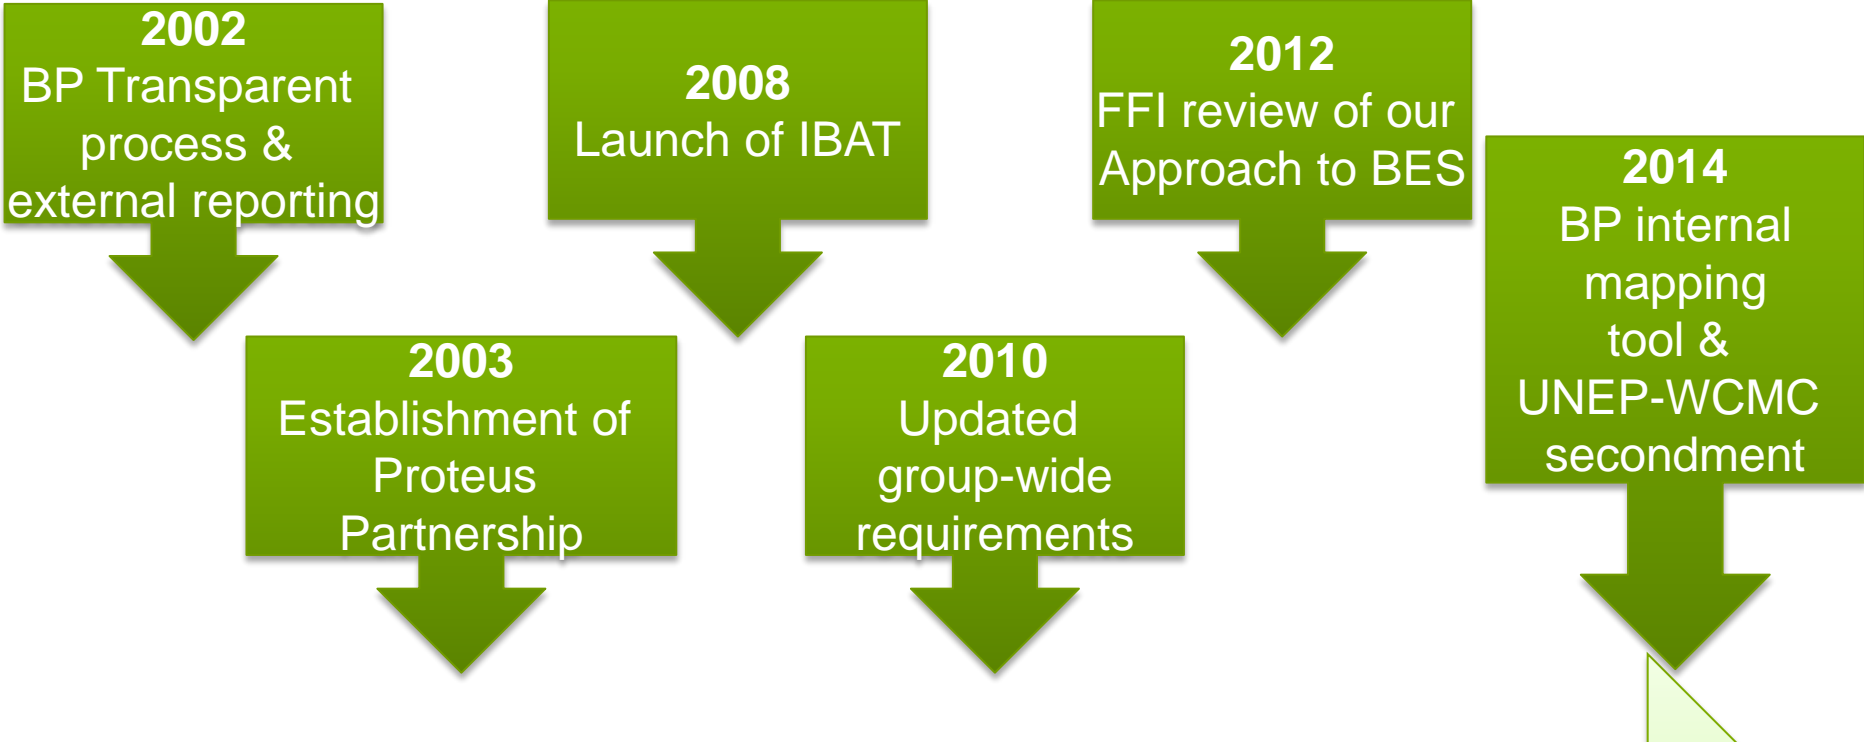 2002
BP Transparent
process &
external reporting
2003
Establishment of
Proteus
Partnership
2008
Launch of IBAT
2010
Updated
group-wide
requirements
2012
FFI review of our
Approach to BES
2014
BP internal
mapping
tool &
UNEP-WCMC
secondment